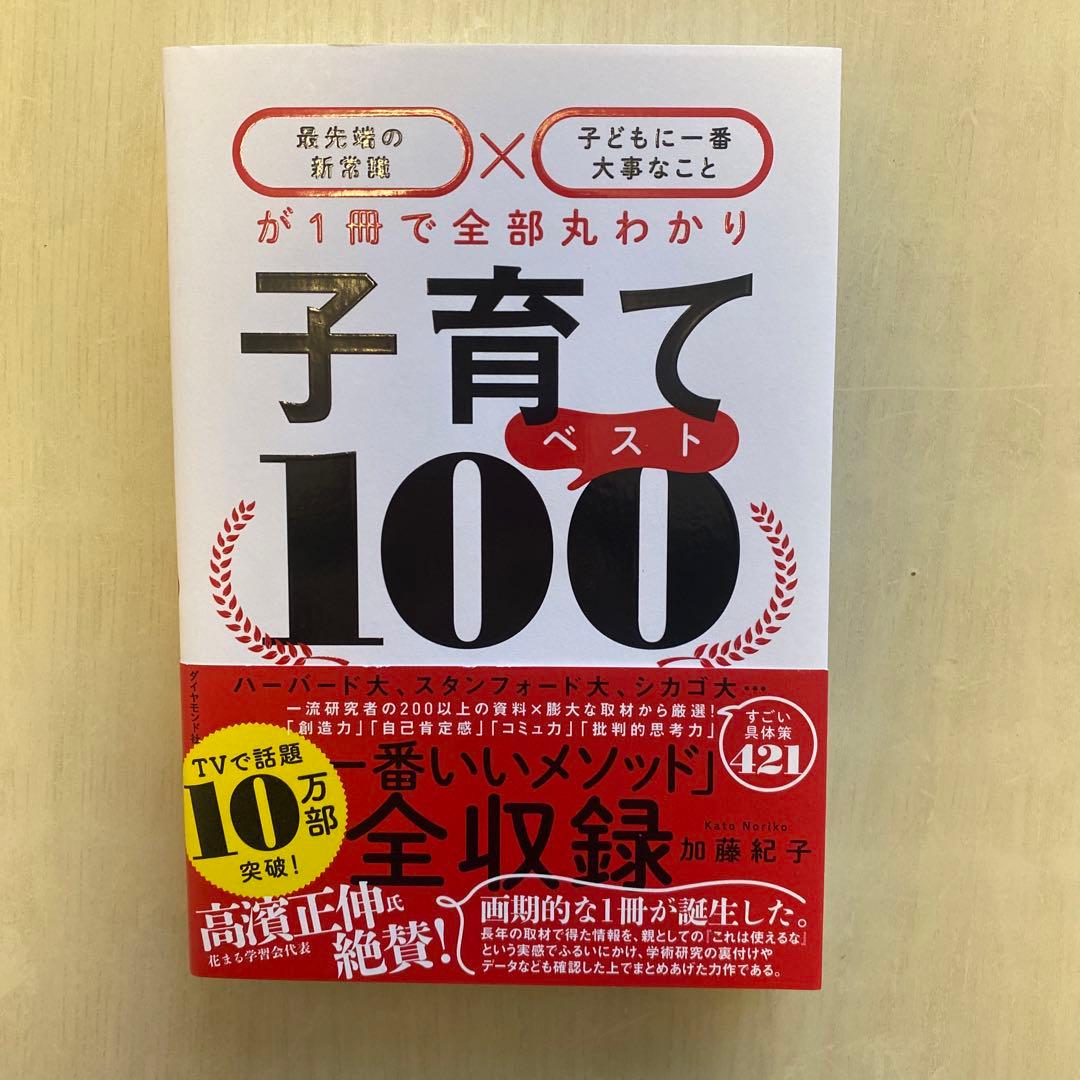 最先端の
新常識
×
子どもに一番
大事なこと
が1冊で全部丸わかり
子育て
ベスト
100
ダイヤモンド社
ハーバード大、スタンフォード大、シカゴ大…
一流研究者の200以上の資料×膨大な取材から厳選!
「創造力」「自己肯定感」「コミュ力」「批判的思考力」
すごい
具体策
421
一番いいメソッド」
全収録
Kato Noriko
加藤紀子
TVで話題
10万部
突破!
高濱正伸氏
花まる学習会代表
絶賛!
画期的な1冊が誕生した。
長年の取材で得た情報を、親としての『これは使えるな』
という実感でふるいにかけ、学術研究の裏付けや
データなども確認した上でまとめあげた力作である。